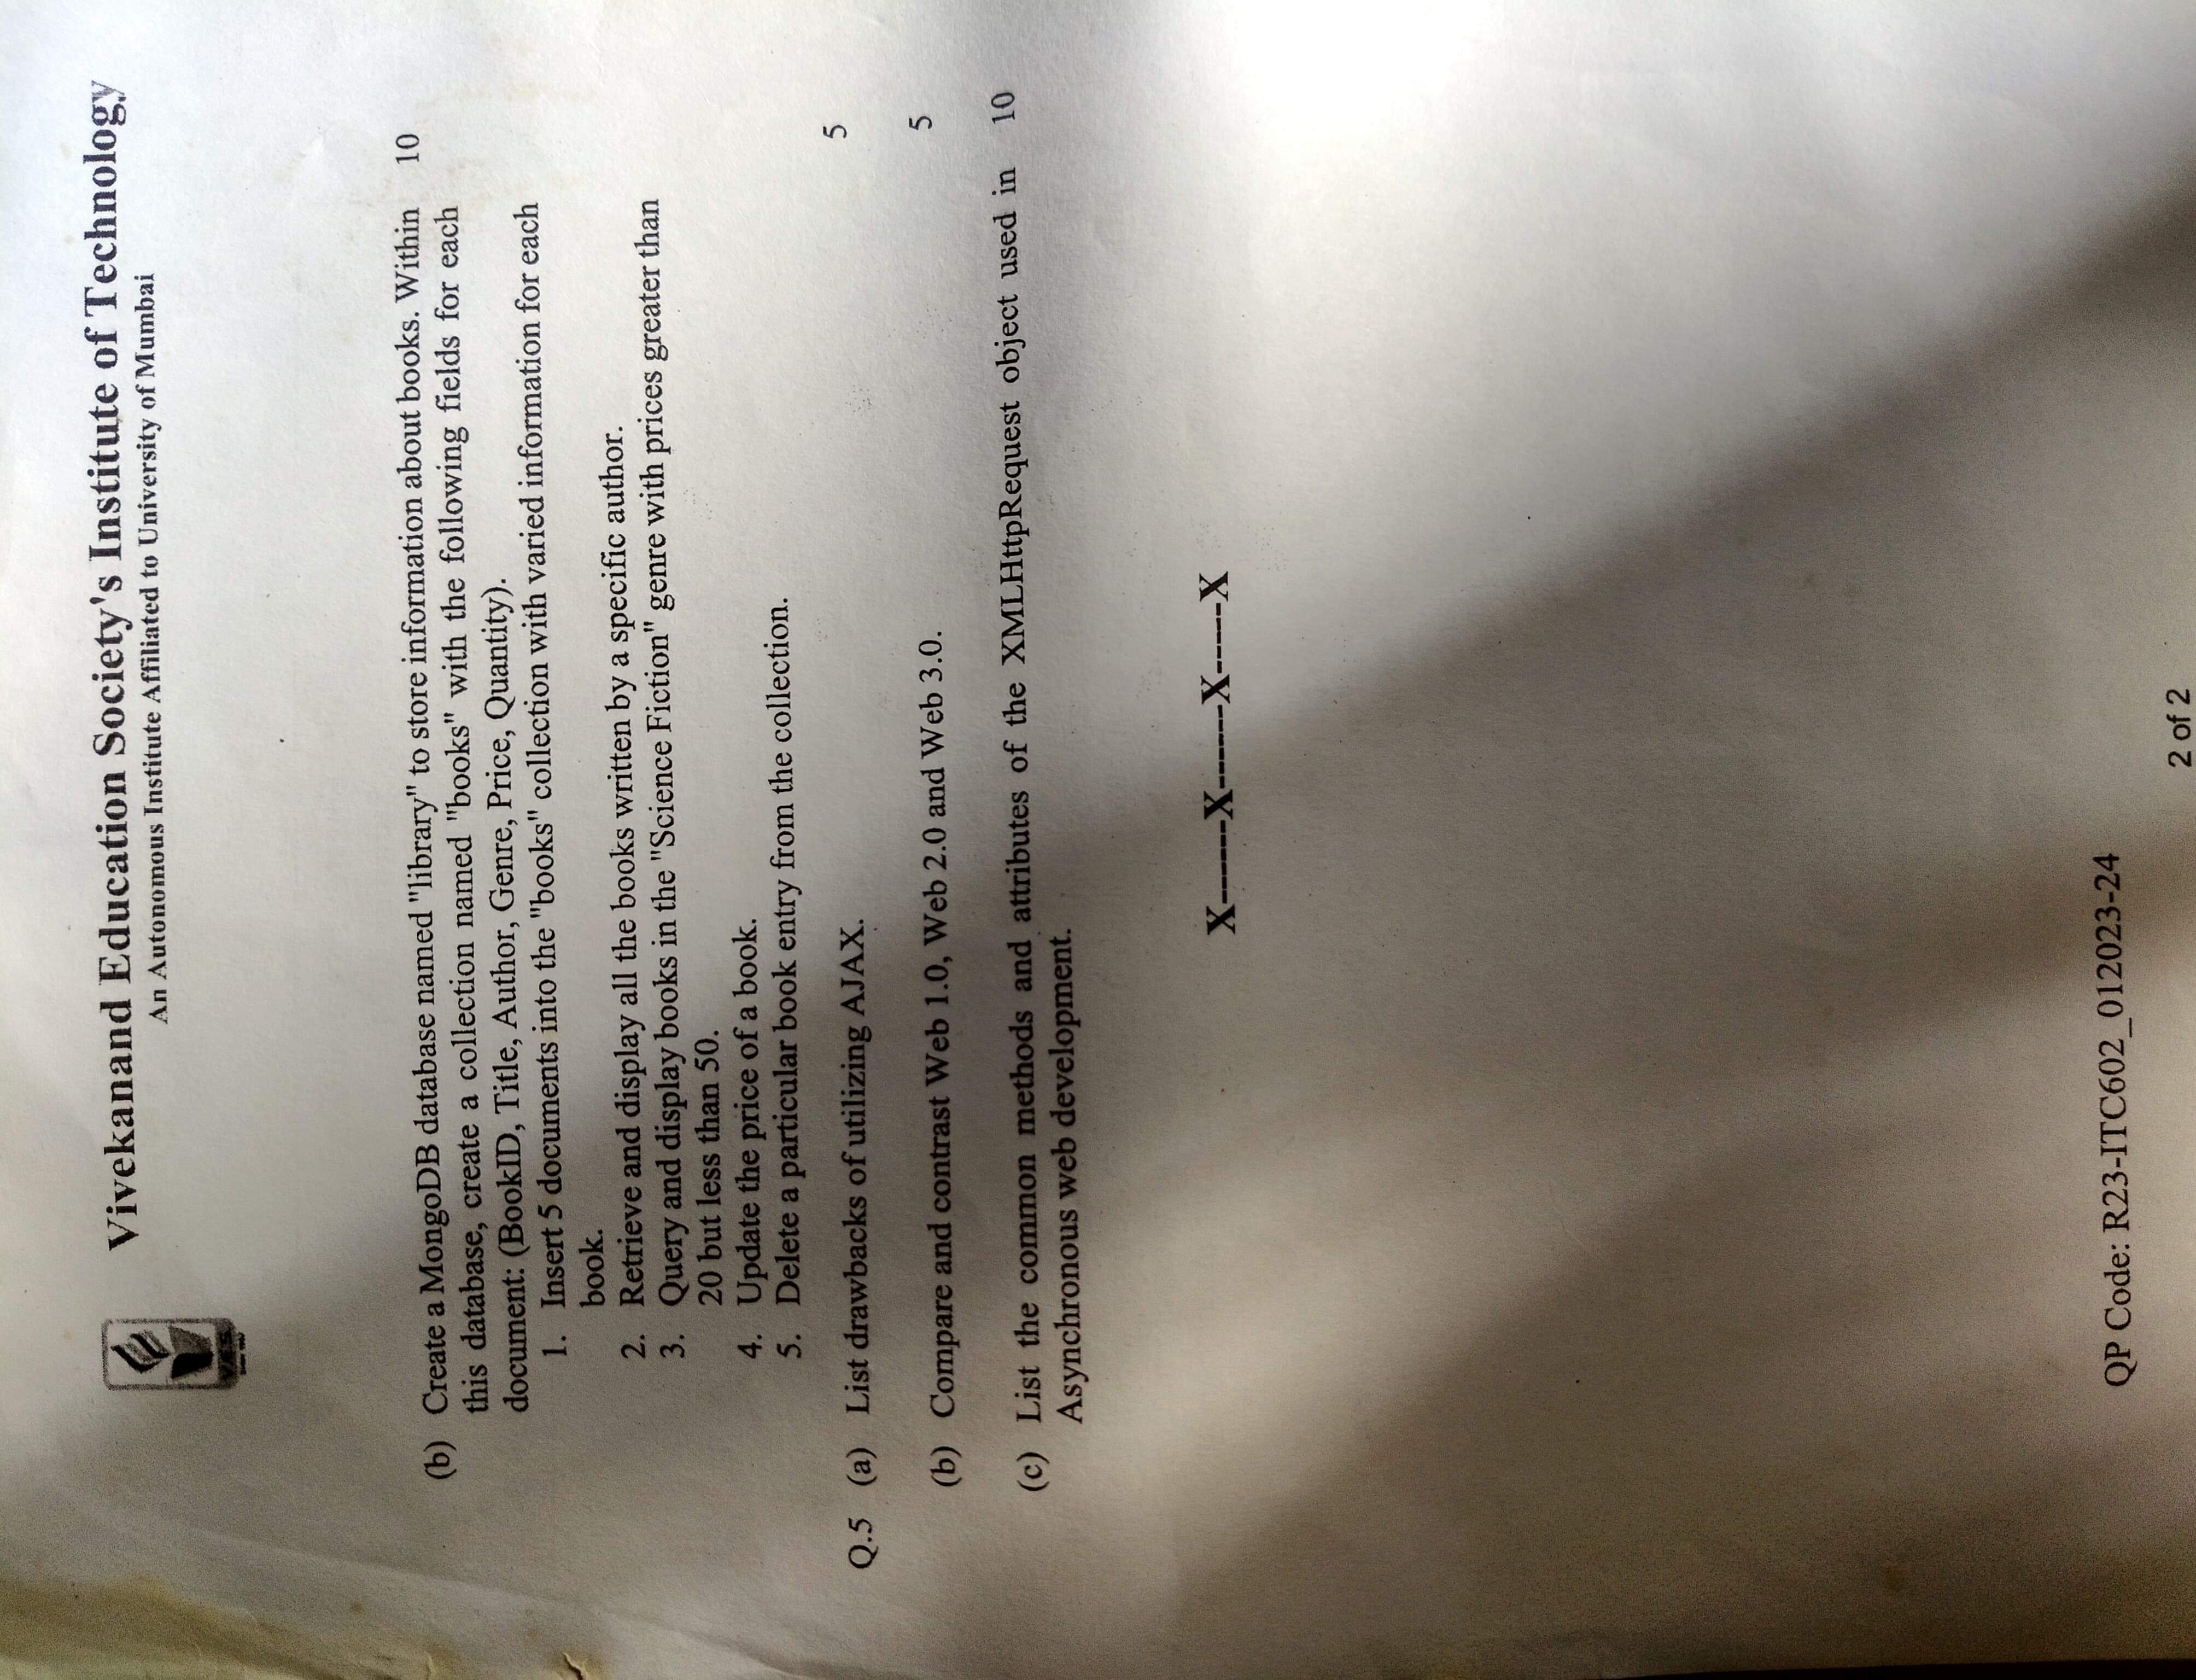 Vivekanand Education Society's Institute of Technology
An Autonomous Institute Affiliated to University of Mumbai
(b) Create a MongoDB database named "library" to store information about books. Within 10
this database, create a collection named "books" with the following fields for each
document: (BookID, Title, Author, Genre, Price, Quantity).
1. Insert 5 documents into the "books" collection with varied information for each
book.
2. Retrieve and display all the books written by a specific author.
3. Query and display books in the "Science Fiction" genre with prices greater than
20 but less than 50.
4. Update the price of a book.
5. Delete a particular book entry from the collection.
Q.5 (a) List drawbacks of utilizing AJAX. 5
(b) Compare and contrast Web 1.0, Web 2.0 and Web 3.0. 5
(c) List the common methods and attributes of the XMLHttpRequest object used in 10
Asynchronous web development.
X------X------X------X
QP Code: R23-ITC602_012023-24
2 of 2